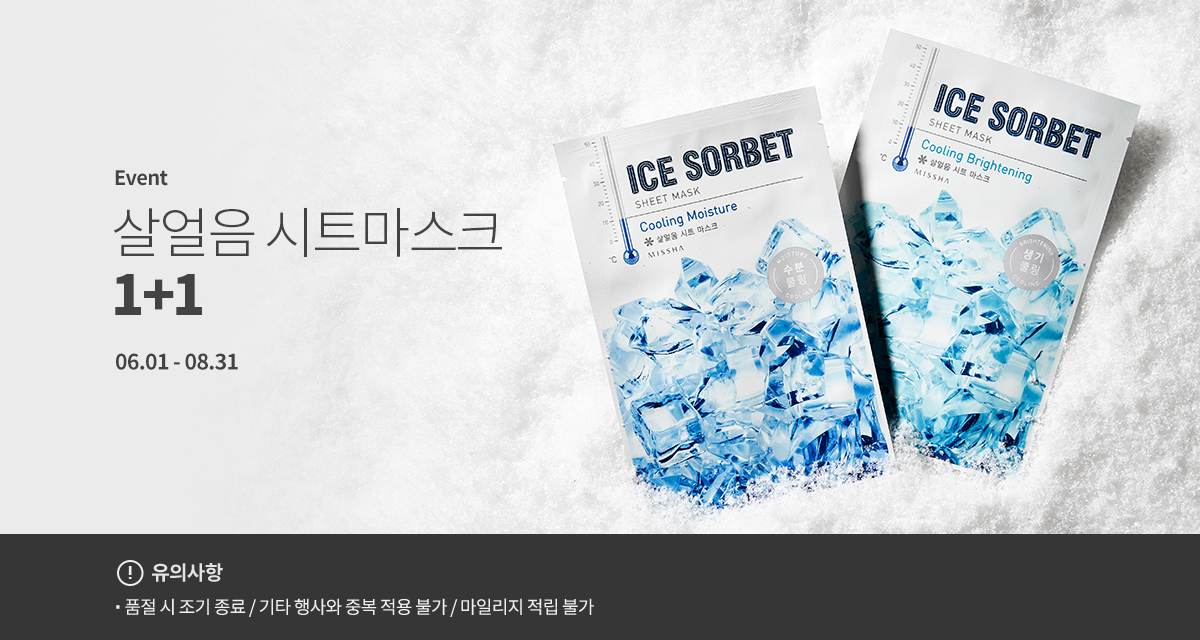 Event
살얼음 시트마스크
1+1
06.01 - 08.31
ICE SORBET
SHEET MASK
Cooling Moisture
살얼음 시트 마스크
MISSHA
℃
MOISTURE
수분
쿨링
COOLING
ICE SORBET
SHEET MASK
Cooling Brightening
살얼음 시트 마스크
MISSHA
℃
BRIGHTENING
생기
쿨링
COOLING
유의사항
· 품절 시 조기 종료 / 기타 행사와 중복 적용 불가 / 마일리지 적립 불가